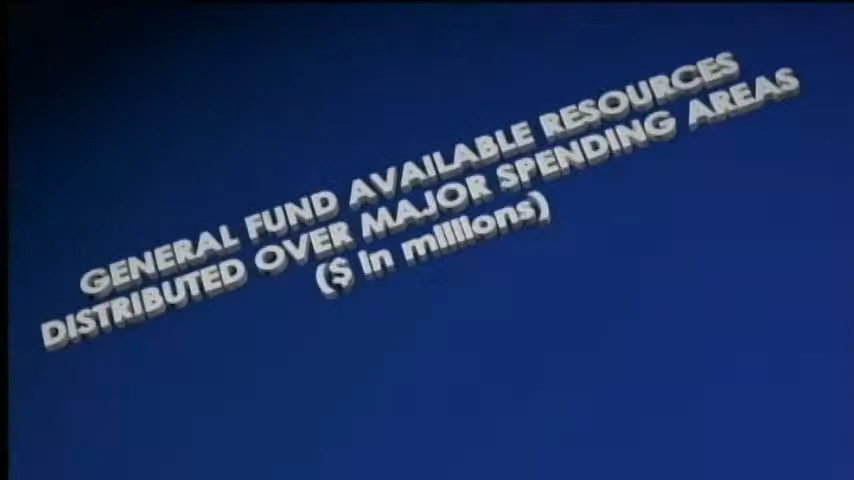 GENERAL FUND AVAILABLE RESOURCES
DISTRIBUTED OVER MAJOR SPENDING AREAS
($ in millions)